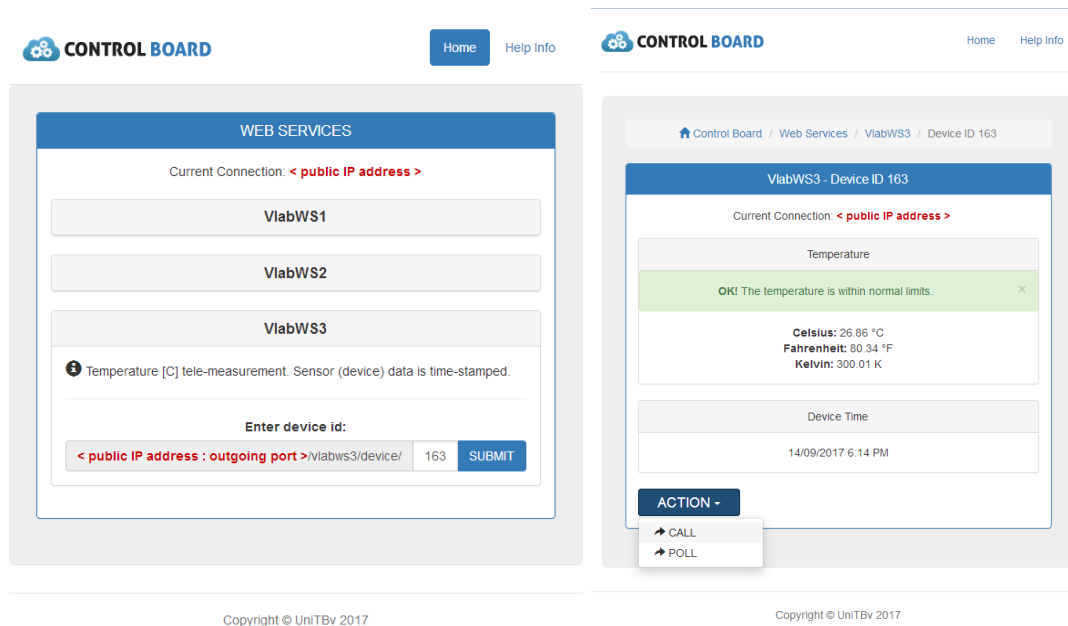 CONTROL BOARD
Home
Help Info
WEB SERVICES
Current Connection: < public IP address >
VlabWS1
VlabWS2
VlabWS3
Temperature [C] tele-measurement. Sensor (device) data is time-stamped.
Enter device id:
< public IP address : outgoing port >/vlabws3/device/ 163 SUBMIT
Copyright © UniTBv 2017
CONTROL BOARD
Home
Help Info
Control Board / Web Services / VlabWS3 / Device ID 163
VlabWS3 - Device ID 163
Current Connection: < public IP address >
Temperature
OK! The temperature is within normal limits. ×
Celsius: 26.86 °C
Fahrenheit: 80.34 °F
Kelvin: 300.01 K
Device Time
14/09/2017 6:14 PM
ACTION
CALL
POLL
Copyright © UniTBv 2017